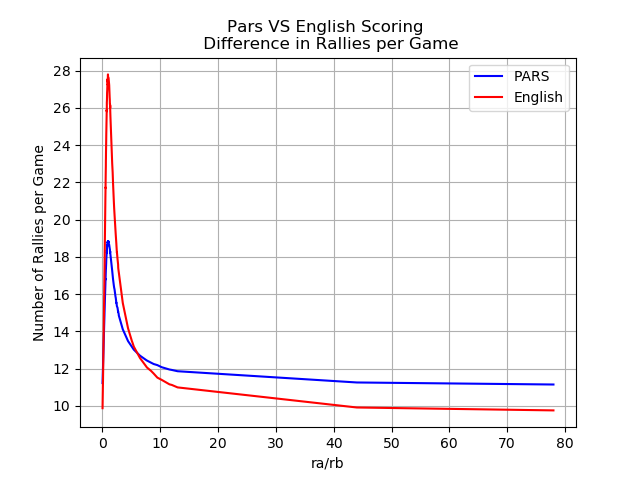 Pars VS English Scoring
Difference in Rallies per Game
PARS
English
Number of Rallies per Game
28
26
24
22
20
18
16
14
12
10
0 10 20 30 40 50 60 70 80
ra/rb